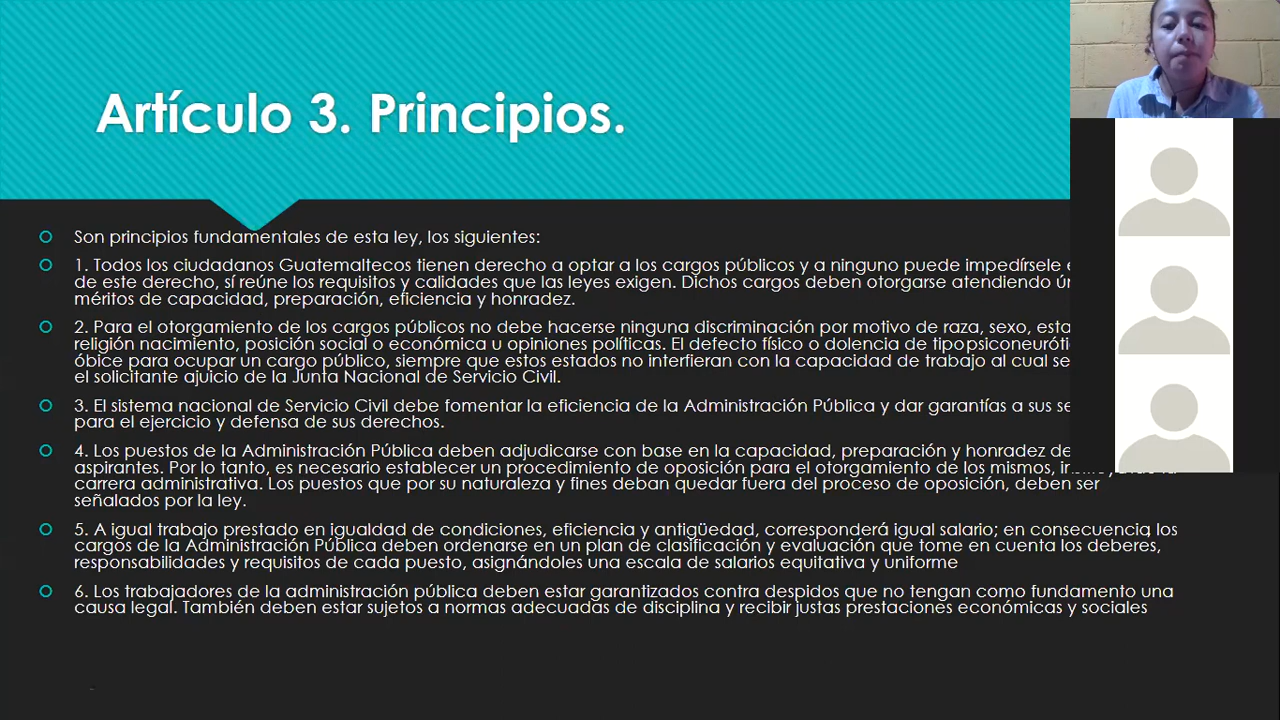 Artículo 3. Principios.
Son principios fundamentales de esta ley, los siguientes:
1. Todos los ciudadanos Guatemaltecos tienen derecho a optar a los cargos públicos y a ninguno puede impedírsele
de este derecho, sí reúne los requisitos y calidades que las leyes exigen. Dichos cargos deben otorgarse atendiendo
méritos de capacidad, preparación, eficiencia y honradez.
2. Para el otorgamiento de los cargos públicos no debe hacerse ninguna discriminación por motivo de raza, sexo,
religión nacimiento, posición social o económica u opiniones políticas. El defecto físico o dolencia de tipo
óbice para ocupar un cargo público, siempre que estos estados no interfieran con la capacidad de trabajo al cual se
el solicitante ajuicio de la Junta Nacional de Servicio Civil.
3. El sistema nacional de Servicio Civil debe fomentar la eficiencia de la Administración Pública y dar garantías a sus
para el ejercicio y defensa de sus derechos.
4. Los puestos de la Administración Pública deben adjudicarse con base en la capacidad, preparación y honradez de
aspirantes. Por lo tanto, es necesario establecer un procedimiento de oposición para el otorgamiento de los mismos,
carrera administrativa. Los puestos que por su naturaleza y fines deban quedar fuera del proceso de oposición, deben ser
señalados por la ley.
5. A igual trabajo prestado en igualdad de condiciones, eficiencia y antigüedad, corresponderá igual salario; en consecuencia, los
cargos de la Administración Pública deben ordenarse en un plan de clasificación y evaluación que tome en cuenta los deberes,
responsabilidades y requisitos de cada puesto, asignándoles una escala de salarios equitativa y uniforme
6. Los trabajadores de la administración pública deben estar garantizados contra despidos que no tengan como fundamento una
causa legal. También deben estar sujetos a normas adecuadas de disciplina y recibir justas prestaciones económicas y sociales